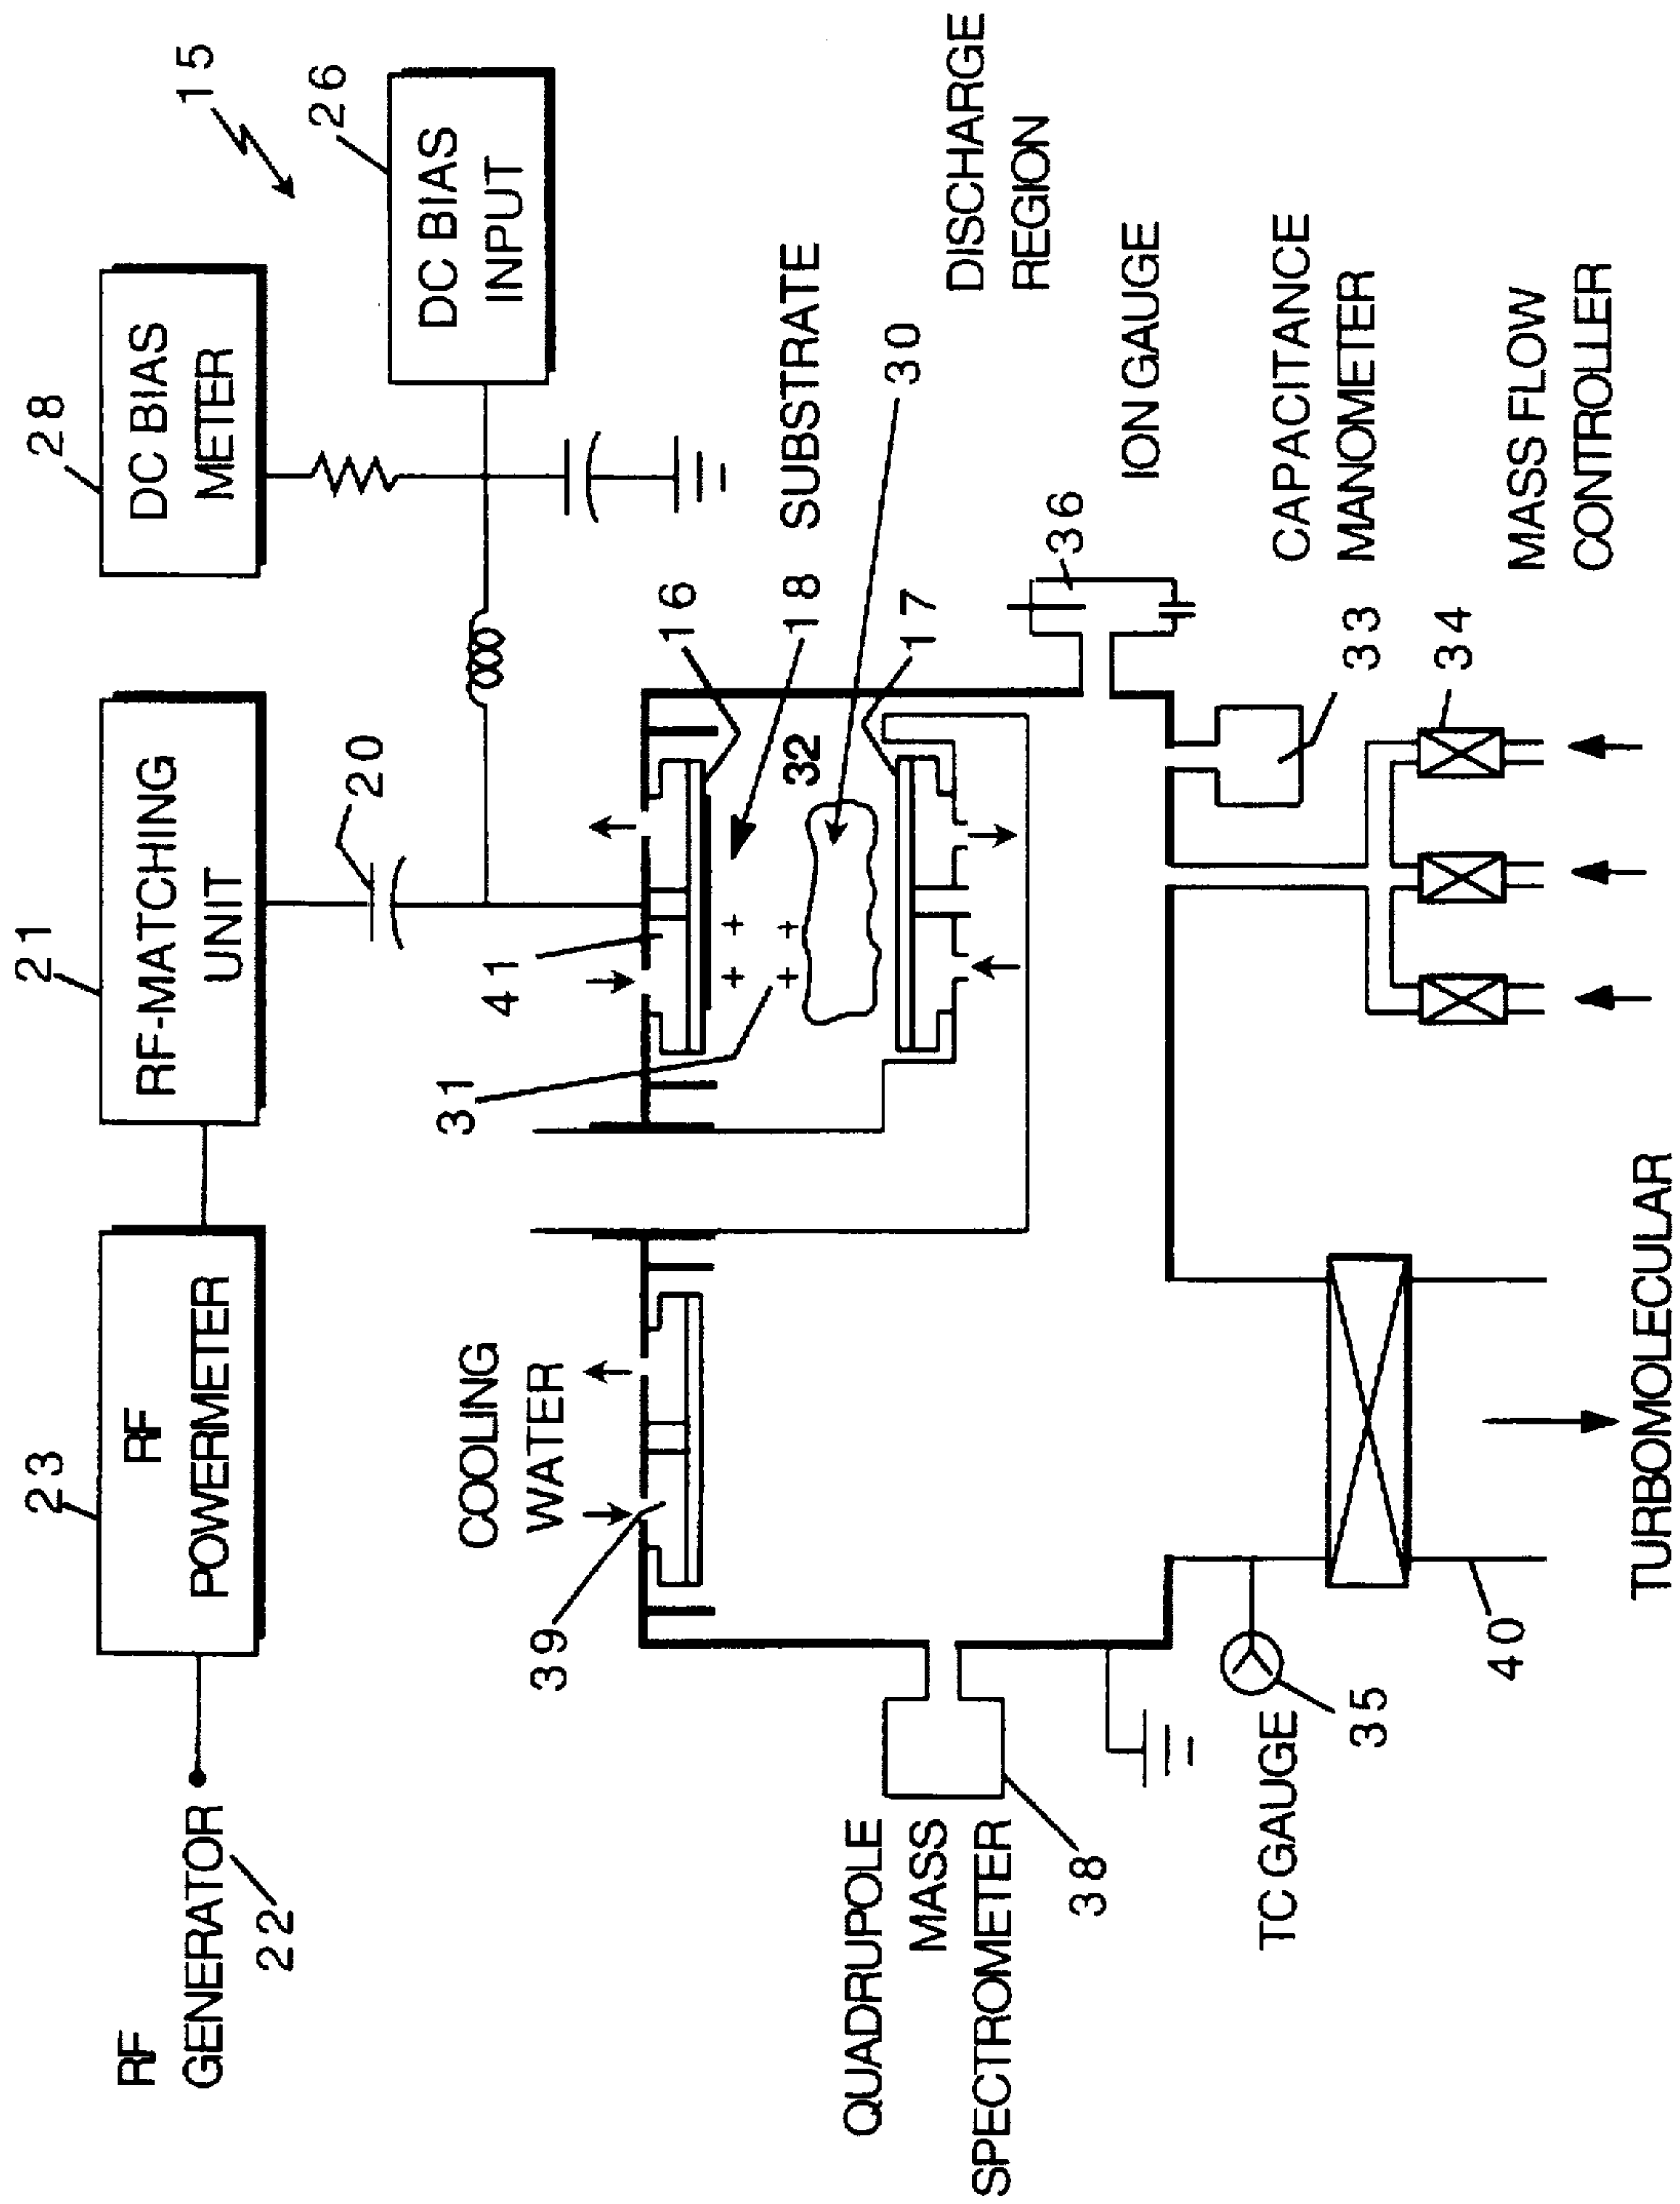 15
28
DC BIAS
METER
26
DC BIAS
INPUT
21
RF-MATCHING
UNIT
23
RF
POWERMETER
RF
GENERATOR
22
20
41
31
COOLING
WATER
39
16
18 SUBSTRATE
32
30
17
DISCHARGE
REGION
36
ION GAUGE
CAPACITANCE
MANOMETER
33
34
MASS FLOW
CONTROLLER
QUADRUPOLE
MASS
SPECTROMETER
38
TC GAUGE
35
40
TURBOMOLECULAR